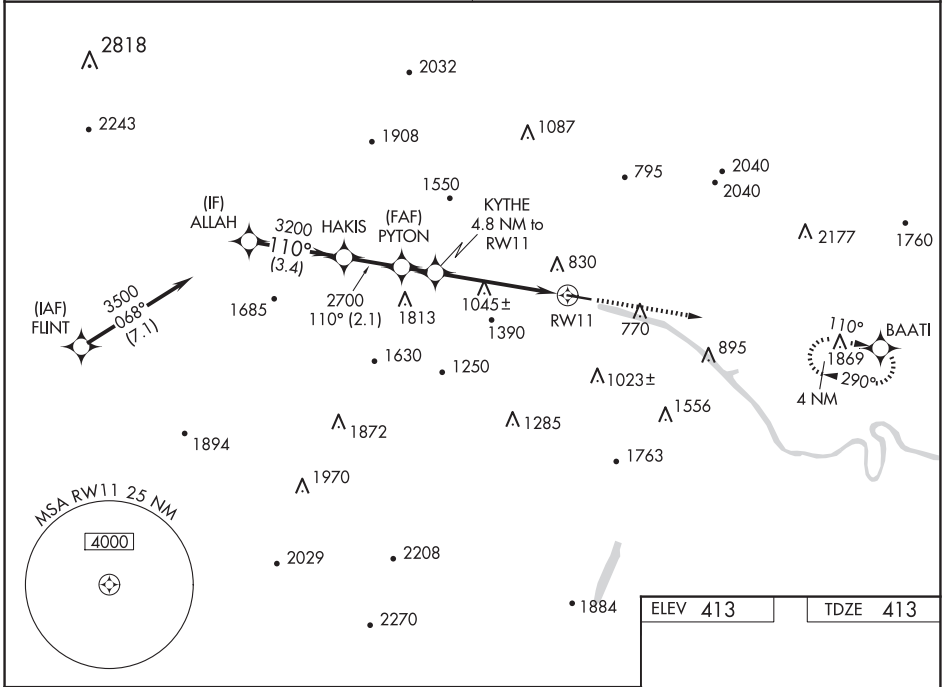 2818
2032
2243
1908
1087
795
2040
2040
1550
(IF)
ALLAH
3200
110°
(3.4)
HAKIS
(FAF)
PYTON
KYTHE
4.8 NM to
RW11
2177
1760
830
(IAF)
FLINT
3500
068°
(7.1)
1685
2700
110° (2.1)
1813
1045±
1390
RW11
770
110°
BAATI
1869
290°
4 NM
895
1630
1250
1023±
1556
1872
1285
1894
1763
1970
MSA RW11 25 NM
4000
2029
2208
2270
1884
ELEV 413
TDZE 413